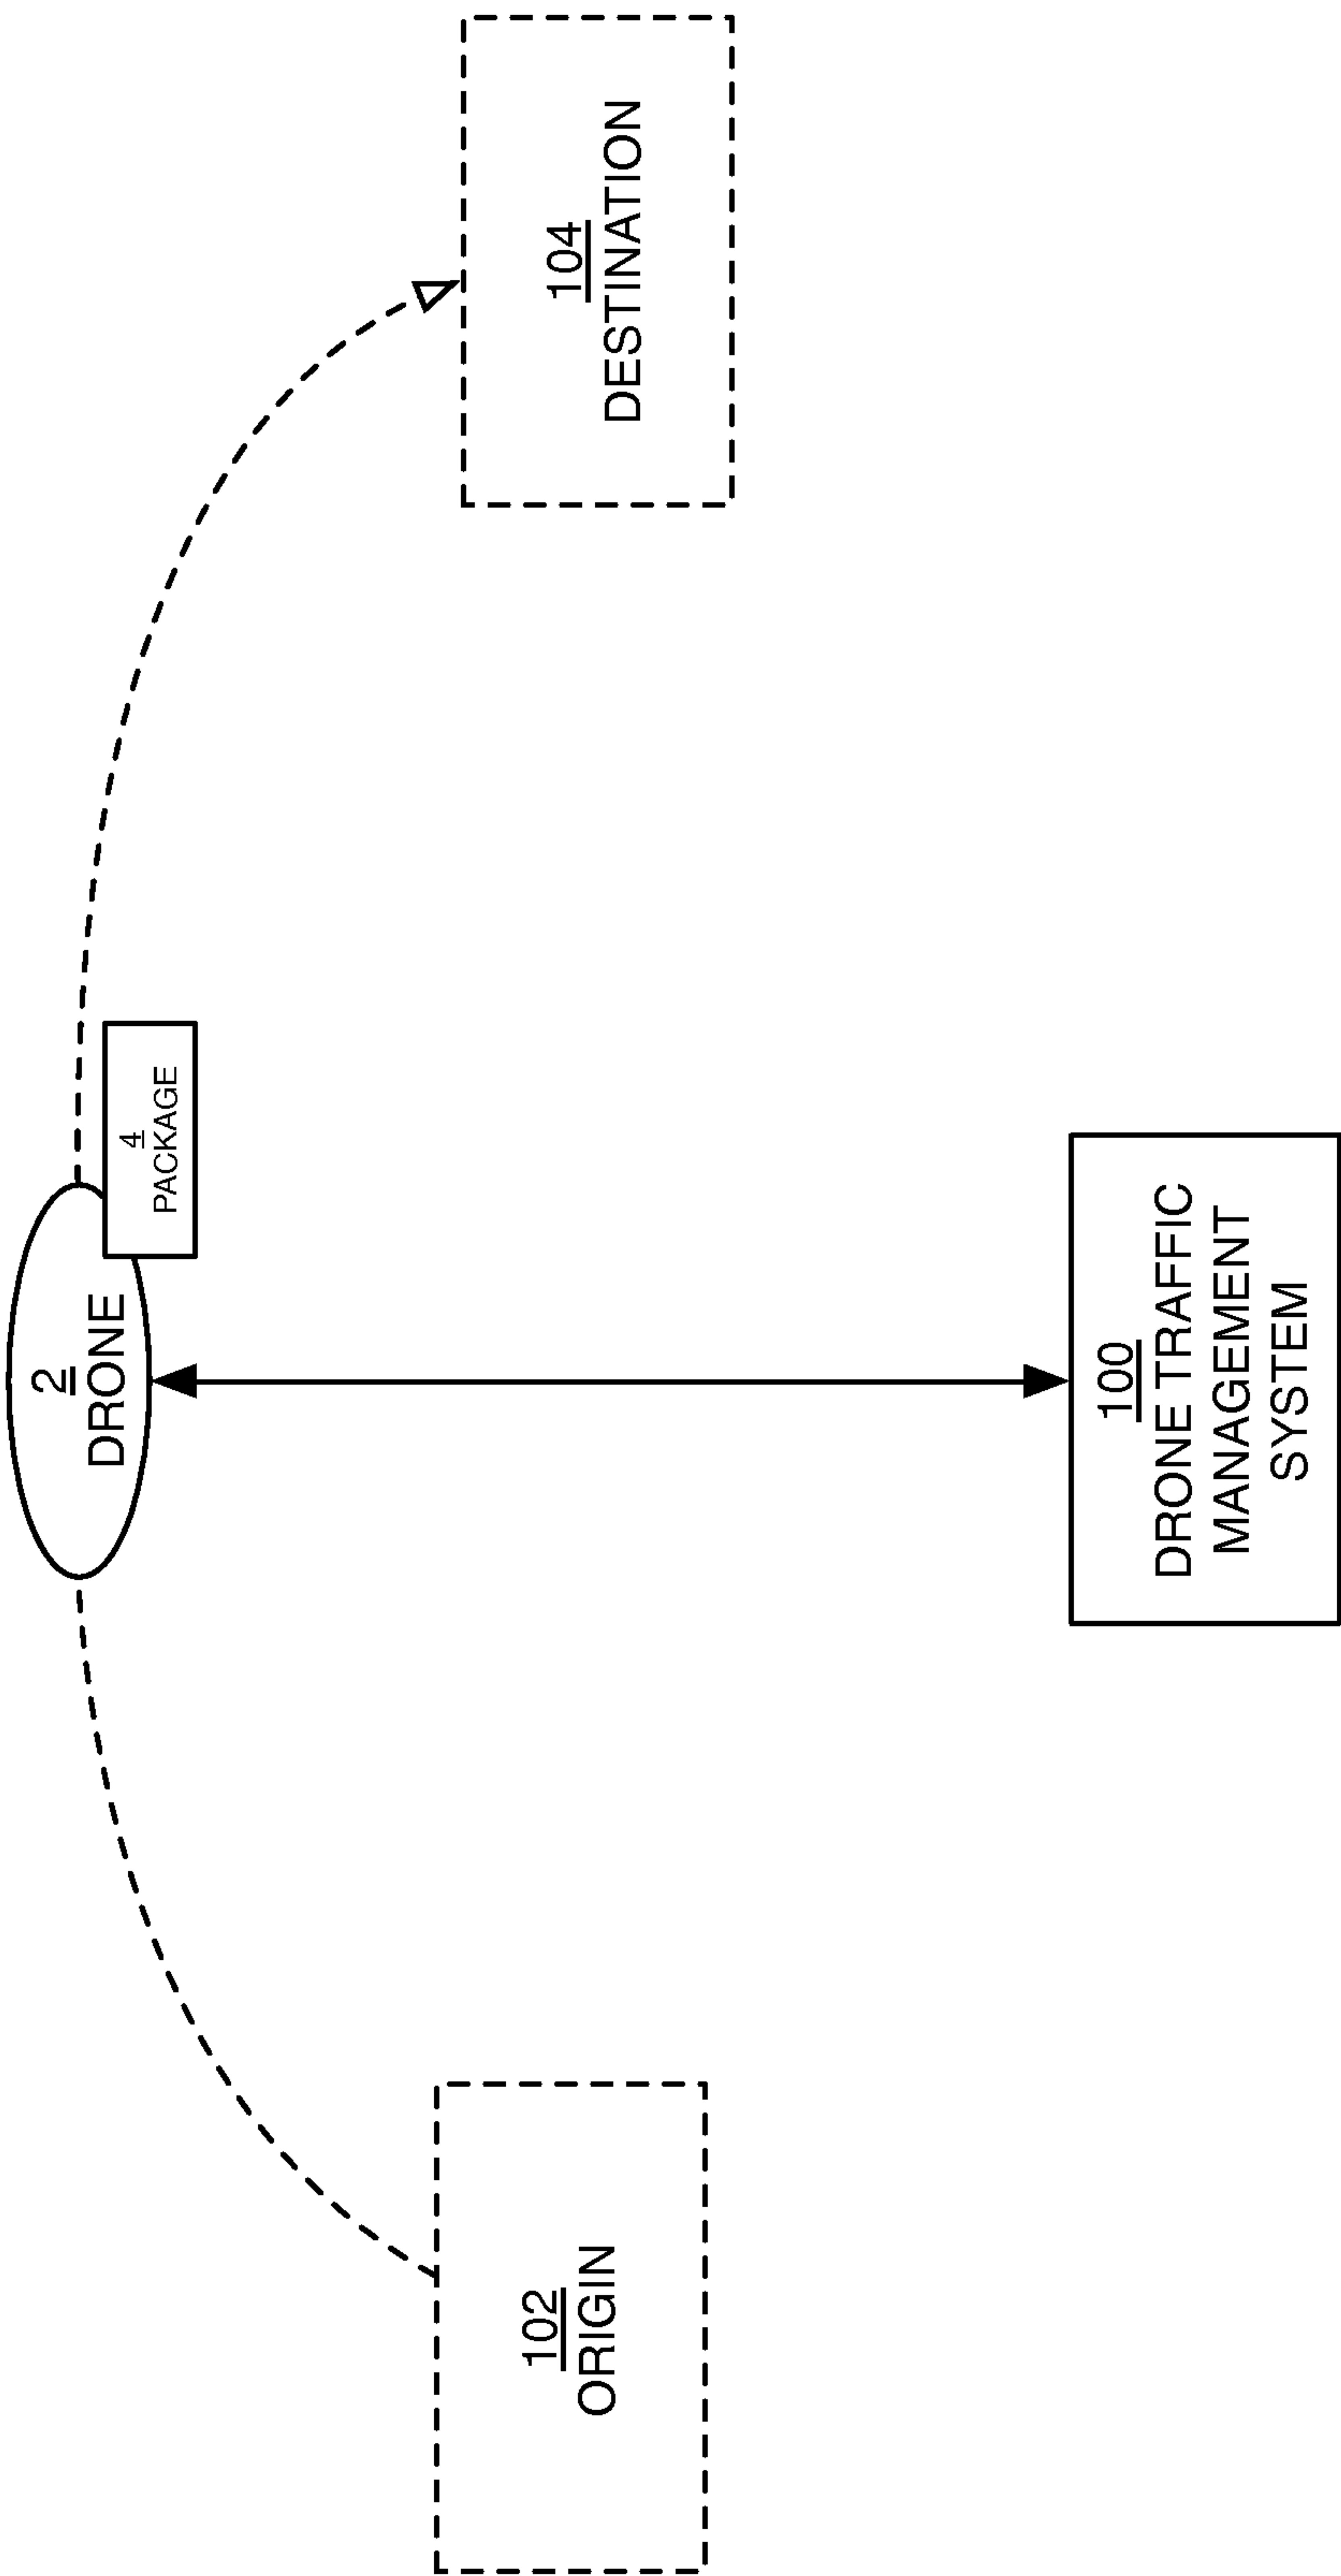 2
DRONE
4
PACKAGE
102
ORIGIN
104
DESTINATION
100
DRONE TRAFFIC
MANAGEMENT
SYSTEM